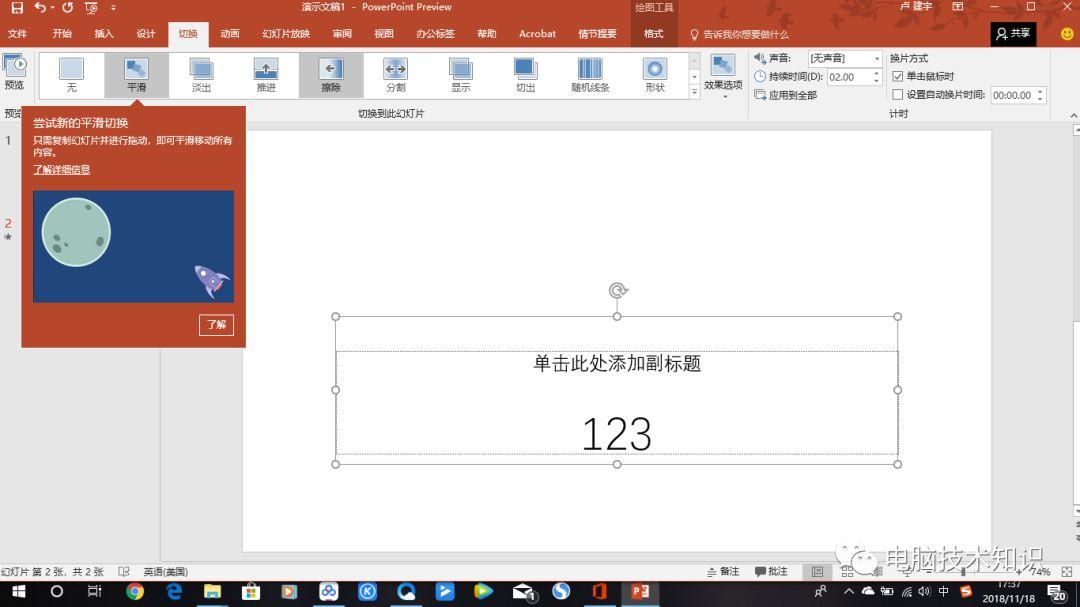 演示文稿1 - PowerPoint Preview
绘图工具
卢 建宇
文件 开始 插入 设计 切换 动画 幻灯片放映 审阅 视图 办公标签 帮助 Acrobat 情节提要 格式 告诉我你想要做什么 共享
预览 无 平滑 淡出 推进 擦除 分割 显示 切出 随机线条 形状 效果选项
声音: [无声音] 换片方式
持续时间(D): 02.00 单击鼠标时
应用到全部 设置自动换片时间: 00:00.00
切换到此幻灯片 计时
尝试新的平滑切换
只需复制幻灯片并进行拖动，即可平滑移动所有
内容。
了解详细信息
了解
1
2
单击此处添加副标题
123
电脑技术知识
幻灯片 第 2 张，共 2 张 英语(美国) 备注 批注 74%
中
17:37
2018/11/18
20